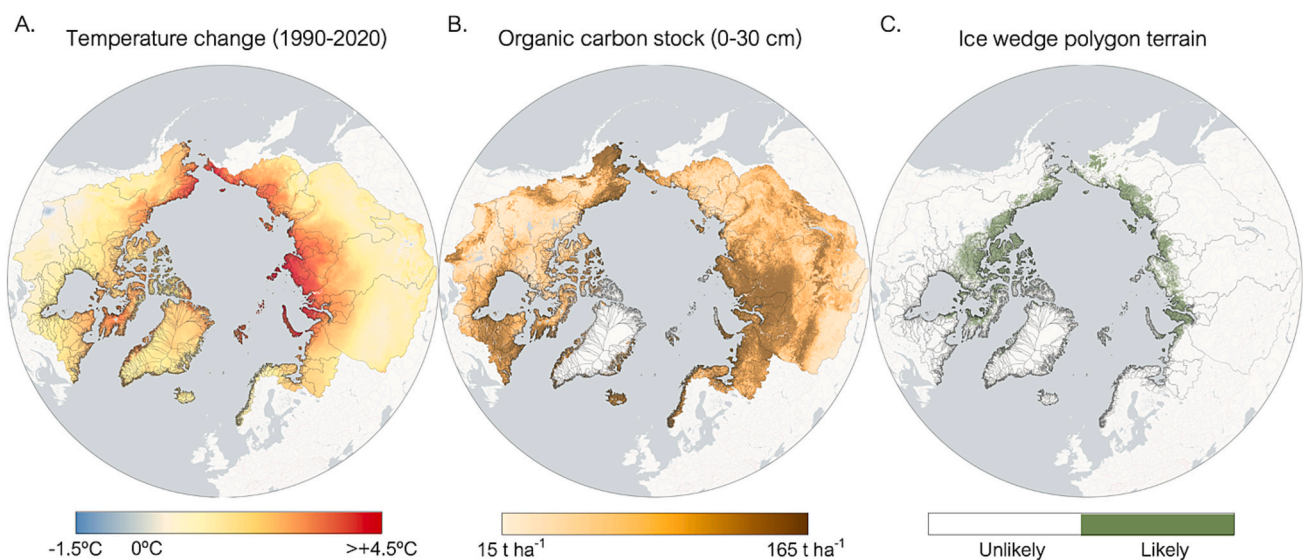 A. Temperature change (1990-2020)
B. Organic carbon stock (0-30 cm)
C. Ice wedge polygon terrain
-1.5ºC 0ºC >+4.5ºC
15 t ha⁻¹ 165 t ha⁻¹
Unlikely Likely